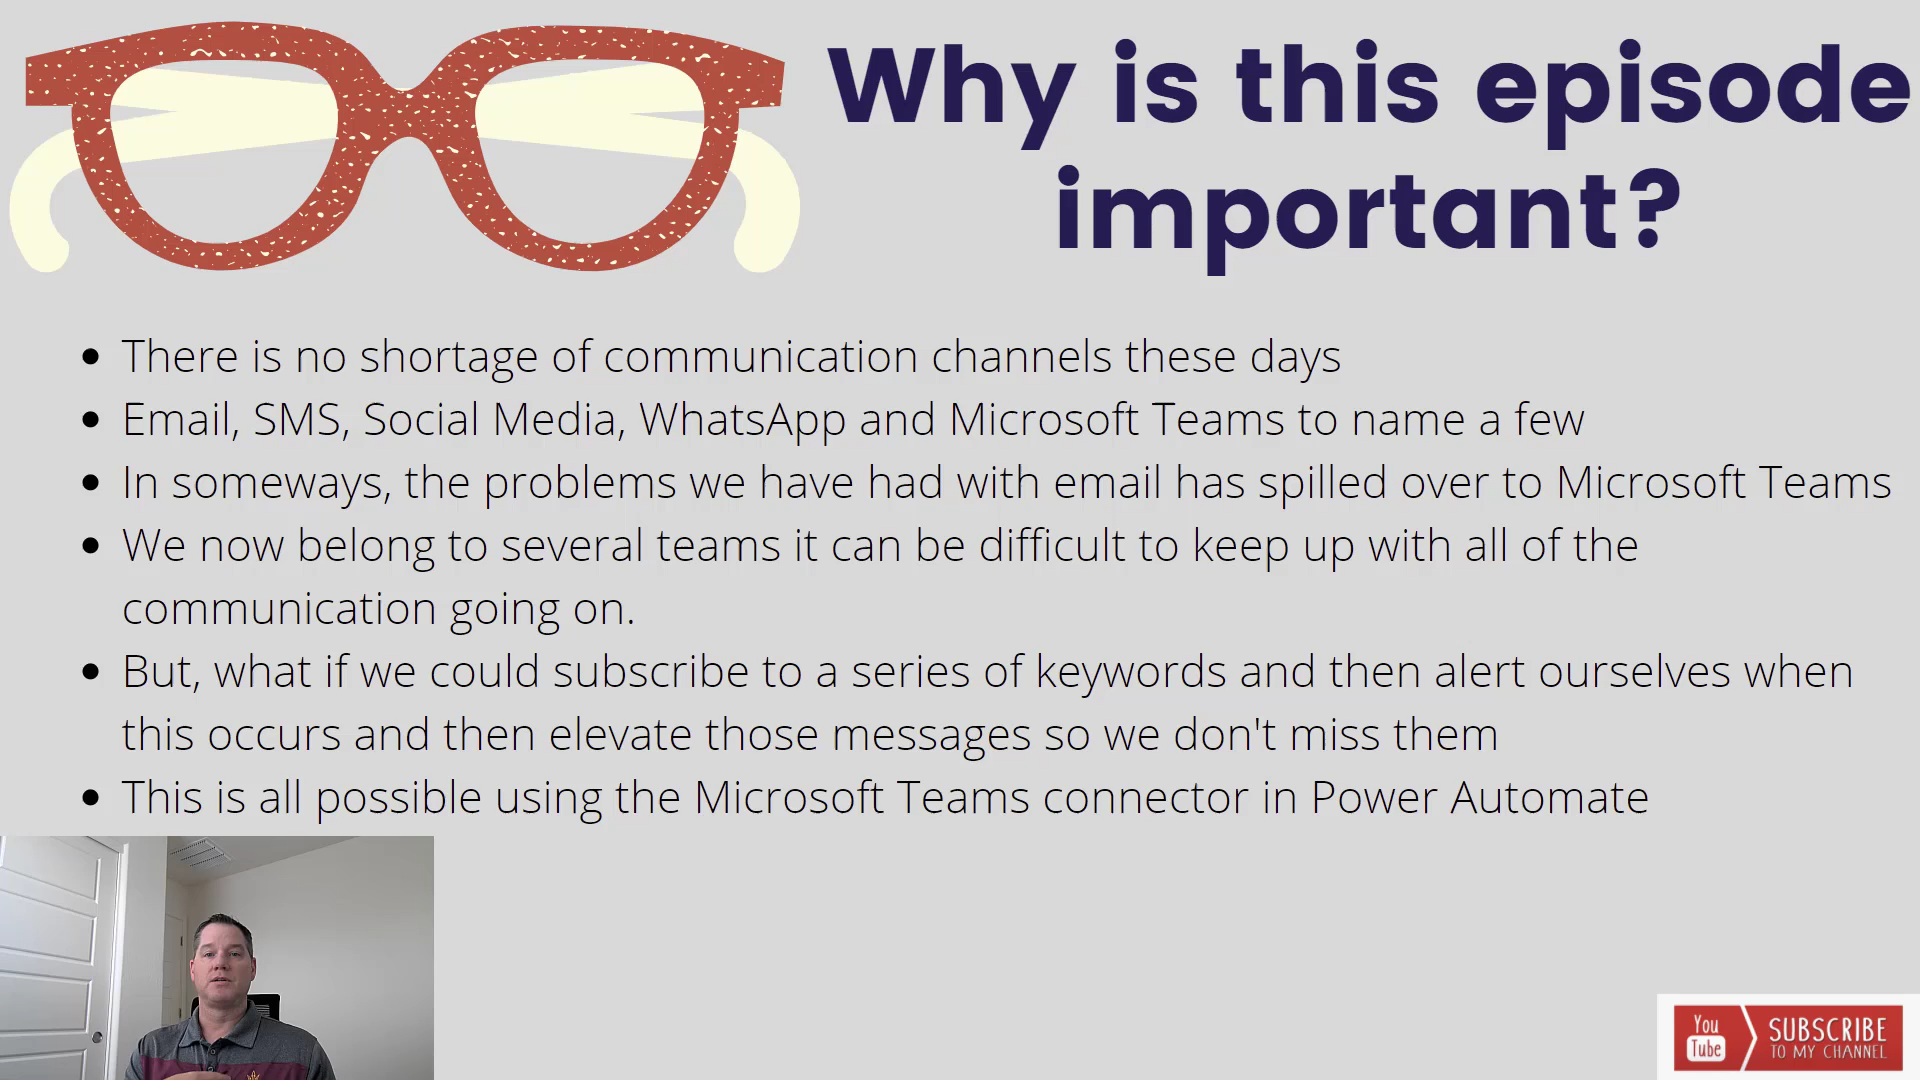 Why is this episode
important?
There is no shortage of communication channels these days
Email, SMS, Social Media, WhatsApp and Microsoft Teams to name a few
In someways, the problems we have had with email has spilled over to Microsoft Teams
We now belong to several teams it can be difficult to keep up with all of the
communication going on.
But, what if we could subscribe to a series of keywords and then alert ourselves when
this occurs and then elevate those messages so we don't miss them
This is all possible using the Microsoft Teams connector in Power Automate
You
Tube
SUBSCRIBE
TO MY CHANNEL